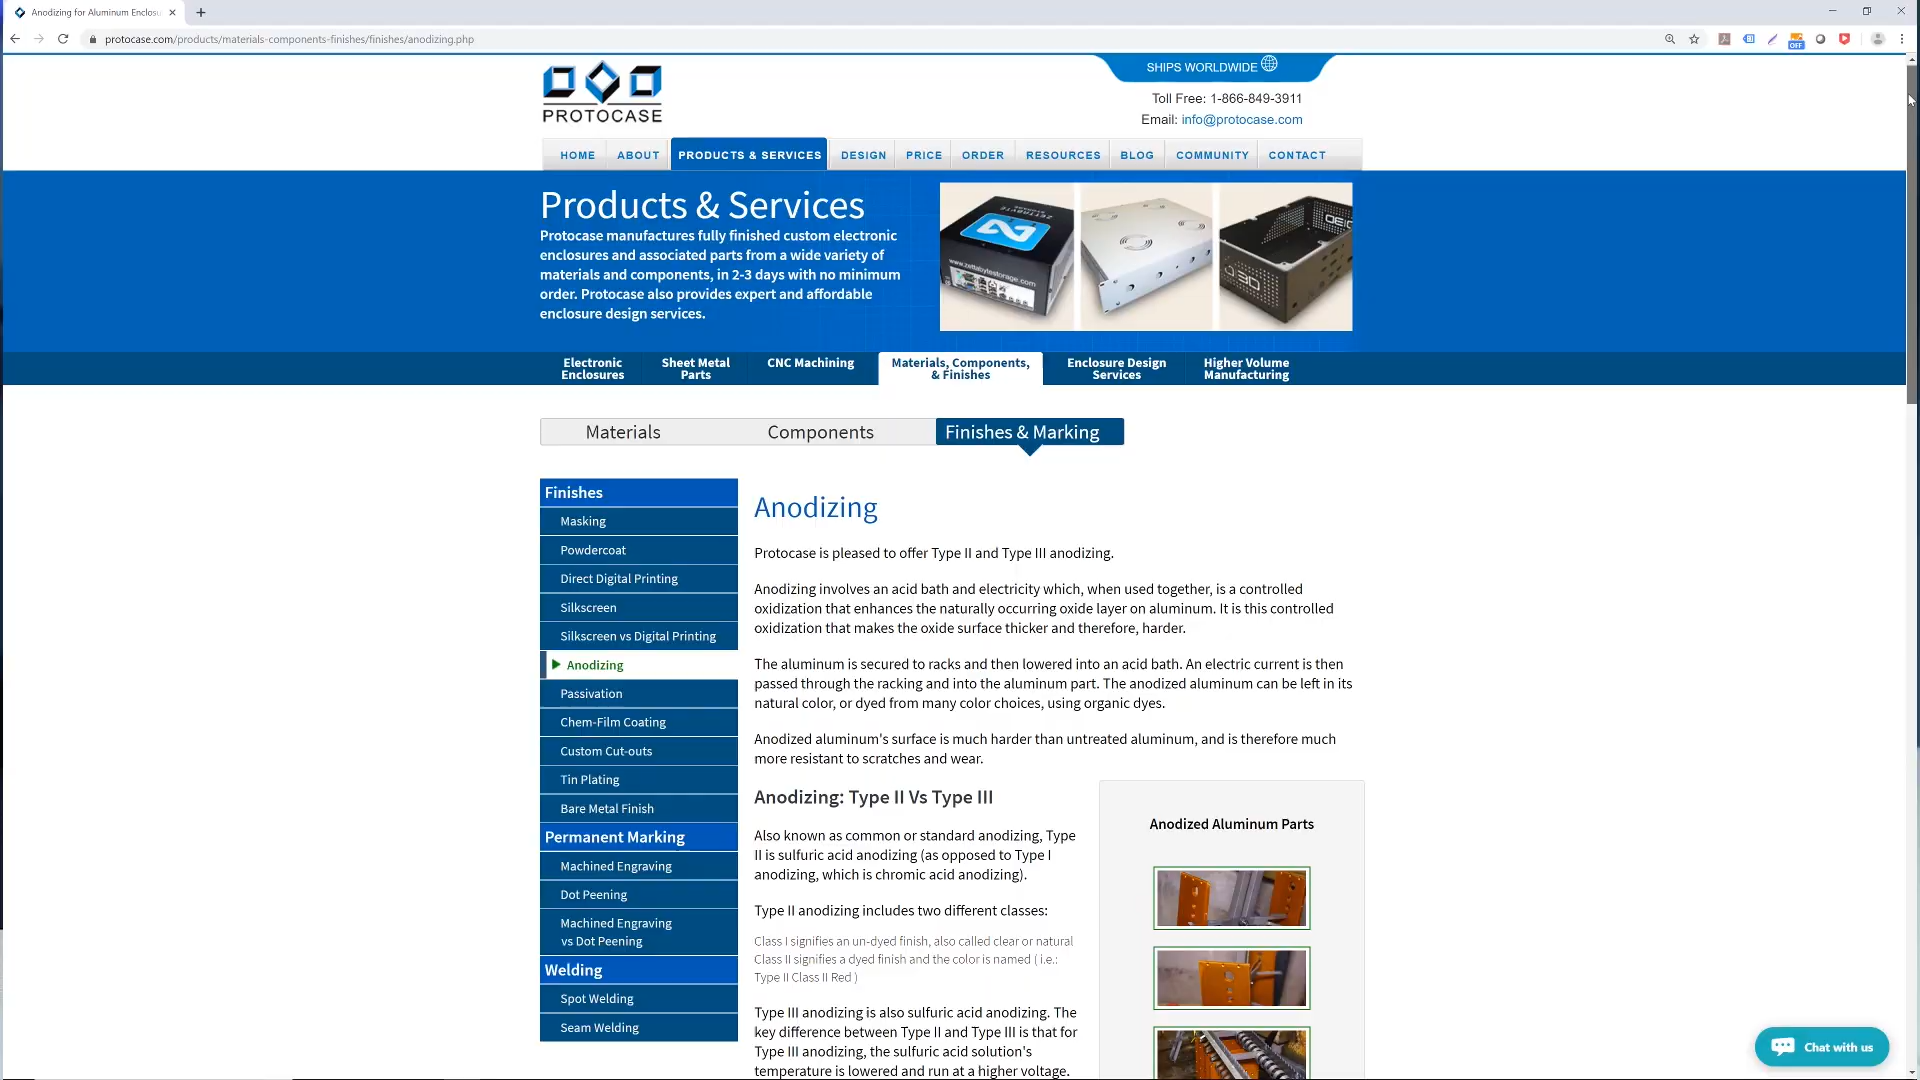 Anodizing for Aluminum Enclosu
protocase.com/products/materials-components-finishes/finishes/anodizing.php
OFF
SHIPS WORLDWIDE
Toll Free: 1-866-849-3911
Email: info@protocase.com
PROTOCASE
HOME ABOUT PRODUCTS & SERVICES DESIGN PRICE ORDER RESOURCES BLOG COMMUNITY CONTACT
Products & Services
Protocase manufactures fully finished custom electronic
enclosures and associated parts from a wide variety of
materials and components, in 2-3 days with no minimum
order. Protocase also provides expert and affordable
enclosure design services.
www.zettabytestorage.com
Electronic Enclosures
Sheet Metal Parts
CNC Machining
Materials, Components, & Finishes
Enclosure Design Services
Higher Volume Manufacturing
Materials Components Finishes & Marking
Finishes
Masking
Powdercoat
Direct Digital Printing
Silkscreen
Silkscreen vs Digital Printing
Anodizing
Passivation
Chem-Film Coating
Custom Cut-outs
Tin Plating
Bare Metal Finish
Permanent Marking
Machined Engraving
Dot Peening
Machined Engraving
vs Dot Peening
Welding
Spot Welding
Seam Welding
Anodizing
Protocase is pleased to offer Type II and Type III anodizing.
Anodizing involves an acid bath and electricity which, when used together, is a controlled
oxidization that enhances the naturally occurring oxide layer on aluminum. It is this controlled
oxidization that makes the oxide surface thicker and therefore, harder.
The aluminum is secured to racks and then lowered into an acid bath. An electric current is then
passed through the racking and into the aluminum part. The anodized aluminum can be left in its
natural color, or dyed from many color choices, using organic dyes.
Anodized aluminum's surface is much harder than untreated aluminum, and is therefore much
more resistant to scratches and wear.
Anodizing: Type II Vs Type III
Also known as common or standard anodizing, Type
II is sulfuric acid anodizing (as opposed to Type I
anodizing, which is chromic acid anodizing).
Type II anodizing includes two different classes:
Class I signifies an un-dyed finish, also called clear or natural
Class II signifies a dyed finish and the color is named ( i.e.:
Type II Class II Red )
Type III anodizing is also sulfuric acid anodizing. The
key difference between Type II and Type III is that for
Type III anodizing, the sulfuric acid solution's
temperature is lowered and run at a higher voltage.
Anodized Aluminum Parts
Chat with us